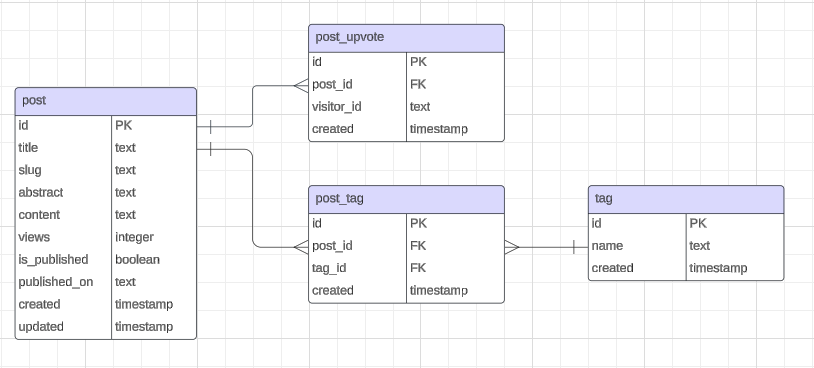 post_upvote
id PK
post_id FK
visitor_id text
created timestamp
post
id PK
title text
slug text
abstract text
content text
views integer
is_published boolean
published_on text
created timestamp
updated timestamp
post_tag
id PK
post_id FK
tag_id FK
created timestamp
tag
id PK
name text
created timestamp